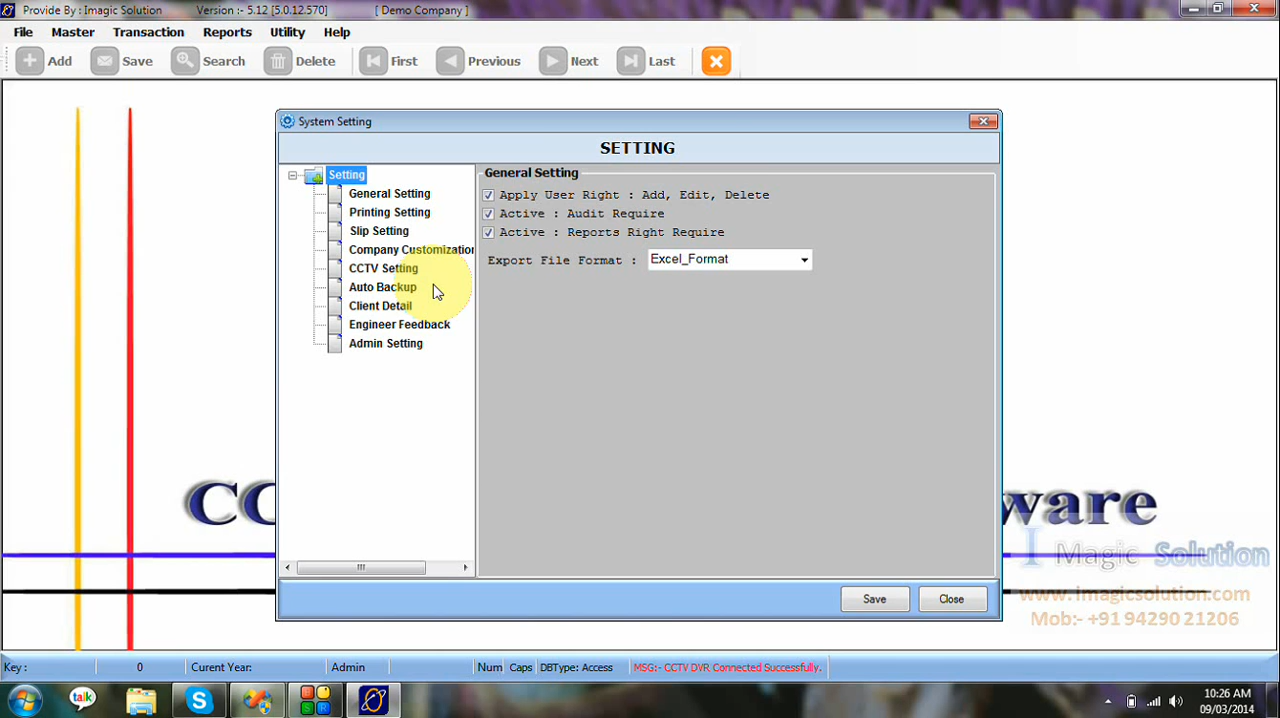 Provide By : Imagic Solution Version :- 5.12 [5.0.12.570] [ Demo Company ]
File Master Transaction Reports Utility Help
Add Save Search Delete First Previous Next Last
System Setting
SETTING
Setting
General Setting
Printing Setting
Slip Setting
Company Customization
CCTV Setting
Auto Backup
Client Detail
Engineer Feedback
Admin Setting
General Setting
Apply User Right : Add, Edit, Delete
Active : Audit Require
Active : Reports Right Require
Export File Format : Excel_Format
Save Close
CC ware
I Magic Solution
www.imagicsolution.com
Mob:- +91 94290 21206
Key : 0 Curent Year: Admin Num Caps DBType: Access MSG:- CCTV DVR Connected Successfully.
talk
S R
10:26 AM
09/03/2014